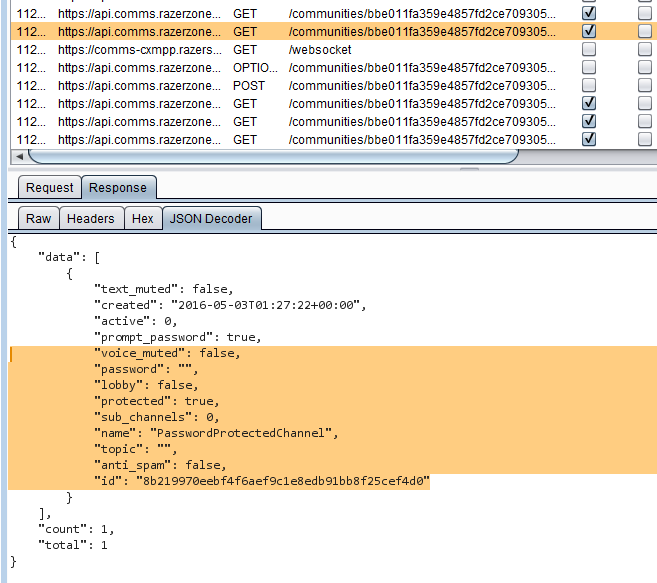 112... https://api.comms.razerzone... GET /communities/bbe011fa359e4857fd2ce709305...
112... https://api.comms.razerzone... GET /communities/bbe011fa359e4857fd2ce709305...
112... https://comms-cxmpp.razers... GET /websocket
112... https://api.comms.razerzone... OPTIO... /communities/bbe011fa359e4857fd2ce709305...
112... https://api.comms.razerzone... POST /communities/bbe011fa359e4857fd2ce709305...
112... https://api.comms.razerzone... GET /communities/bbe011fa359e4857fd2ce709305...
112... https://api.comms.razerzone... GET /communities/bbe011fa359e4857fd2ce709305...
112... https://api.comms.razerzone... GET /communities/bbe011fa359e4857fd2ce709305...
Request Response
Raw Headers Hex JSON Decoder
{
"data": [
{
"text_muted": false,
"created": "2016-05-03T01:27:22+00:00",
"active": 0,
"prompt_password": true,
"voice_muted": false,
"password": "",
"lobby": false,
"protected": true,
"sub_channels": 0,
"name": "PasswordProtectedChannel",
"topic": "",
"anti_spam": false,
"id": "8b219970eebf4f6aef9c1e8edb91bb8f25cef4d0"
}
],
"count": 1,
"total": 1
}